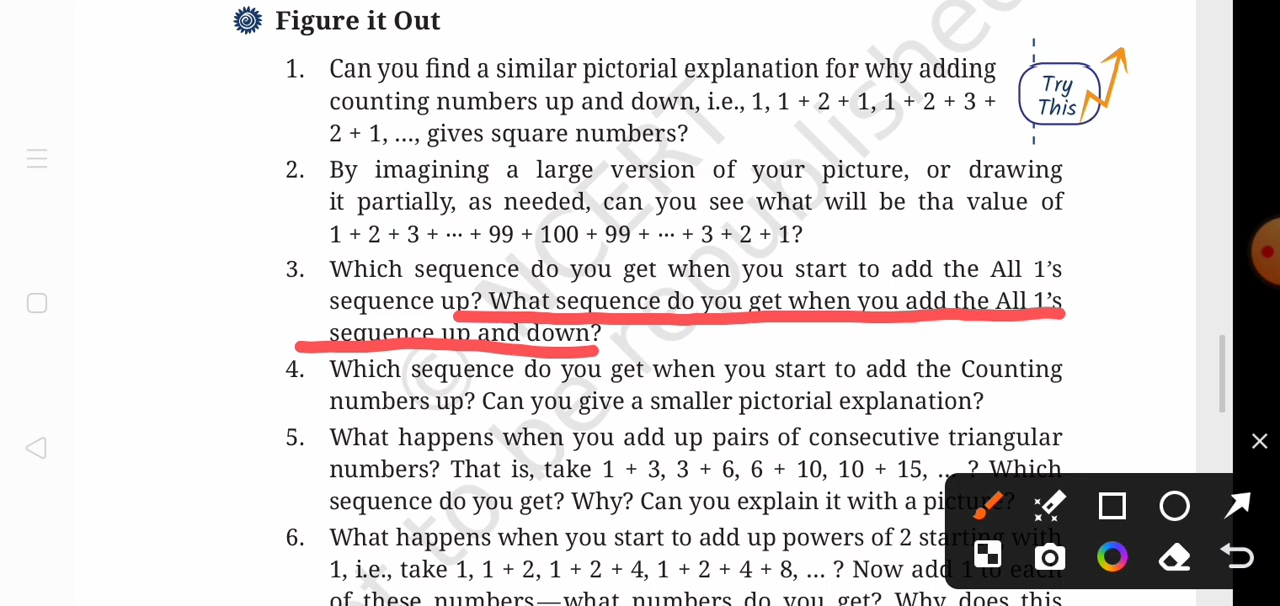 Figure it Out
1. Can you find a similar pictorial explanation for why adding
counting numbers up and down, i.e., 1, 1 + 2 + 1, 1 + 2 + 3 +
2 + 1, ..., gives square numbers?
Try
This
2. By imagining a large version of your picture, or drawing
it partially, as needed, can you see what will be tha value of
1 + 2 + 3 + ··· + 99 + 100 + 99 + ··· + 3 + 2 + 1?
3. Which sequence do you get when you start to add the All 1’s
sequence up? What sequence do you get when you add the All 1’s
sequence up and down?
4. Which sequence do you get when you start to add the Counting
numbers up? Can you give a smaller pictorial explanation?
5. What happens when you add up pairs of consecutive triangular
numbers? That is, take 1 + 3, 3 + 6, 6 + 10, 10 + 15, ... ? Which
sequence do you get? Why? Can you explain it with a picture?
6. What happens when you start to add up powers of 2 starting with
1, i.e., take 1, 1 + 2, 1 + 2 + 4, 1 + 2 + 4 + 8, ... ? Now add 1 to each
of these numbers—what numbers do you get? Why does this
© NCERT
not to be republished